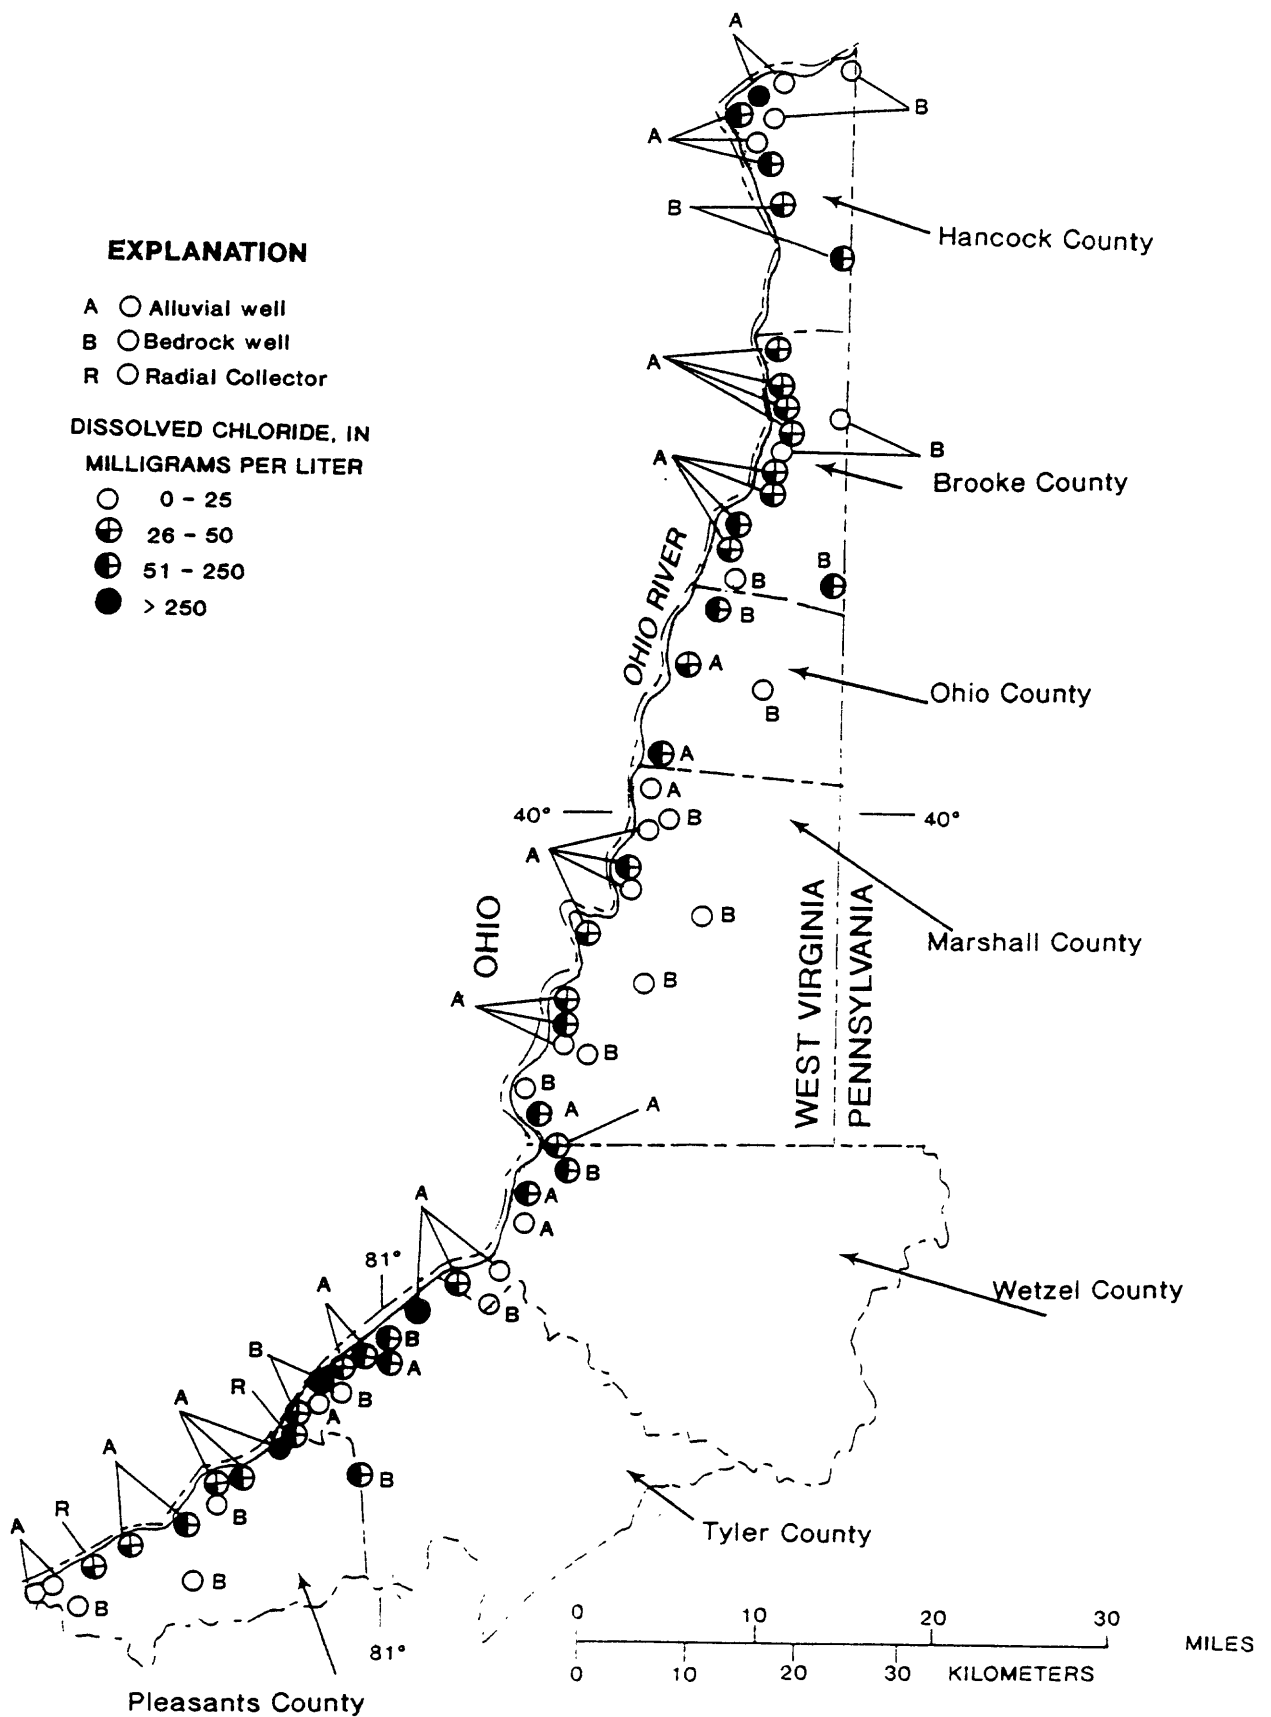 A
B
A
B
Hancock County
EXPLANATION
A Alluvial well
B Bedrock well
R Radial Collector
DISSOLVED CHLORIDE, IN
MILLIGRAMS PER LITER
0 - 25
26 - 50
51 - 250
> 250
A
B
A
Brooke County
OHIO RIVER
B
B
B
A
Ohio County
B
A
A
40°
B
40°
A
B
OHIO
WEST VIRGINIA
PENNSYLVANIA
Marshall County
B
A
B
B
A
A
B
A
A
A
81°
Wetzel County
A
B
B
B
A
R
B
A
A
A
B
R
B
A
Tyler County
B
B
81°
0 10 20 30
MILES
0 10 20 30 KILOMETERS
Pleasants County